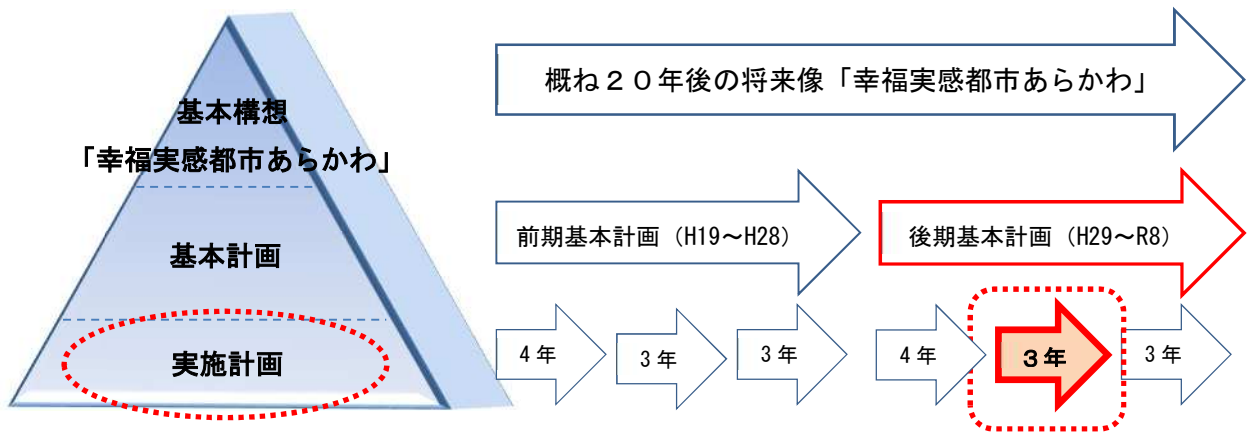 基本構想
「幸福実感都市あらかわ」
基本計画
実施計画
概ね２０年後の将来像「幸福実感都市あらかわ」
前期基本計画（H19～H28）
後期基本計画（H29～R8）
４年
３年
３年
４年
３年
３年